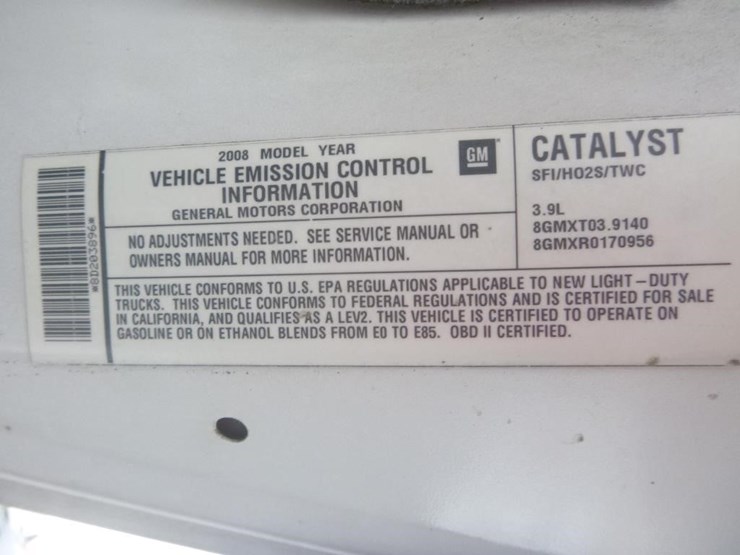 *8D203896*
2008 MODEL YEAR
VEHICLE EMISSION CONTROL
INFORMATION
GENERAL MOTORS CORPORATION
GM
NO ADJUSTMENTS NEEDED. SEE SERVICE MANUAL OR
OWNERS MANUAL FOR MORE INFORMATION.
CATALYST
SFI/HO2S/TWC
3.9L
8GMXT03.9140
8GMXR0170956
THIS VEHICLE CONFORMS TO U.S. EPA REGULATIONS APPLICABLE TO NEW LIGHT-DUTY
TRUCKS. THIS VEHICLE CONFORMS TO FEDERAL REGULATIONS AND IS CERTIFIED FOR SALE
IN CALIFORNIA, AND QUALIFIES AS A LEV2. THIS VEHICLE IS CERTIFIED TO OPERATE ON
GASOLINE OR ON ETHANOL BLENDS FROM E0 TO E85. OBD II CERTIFIED.